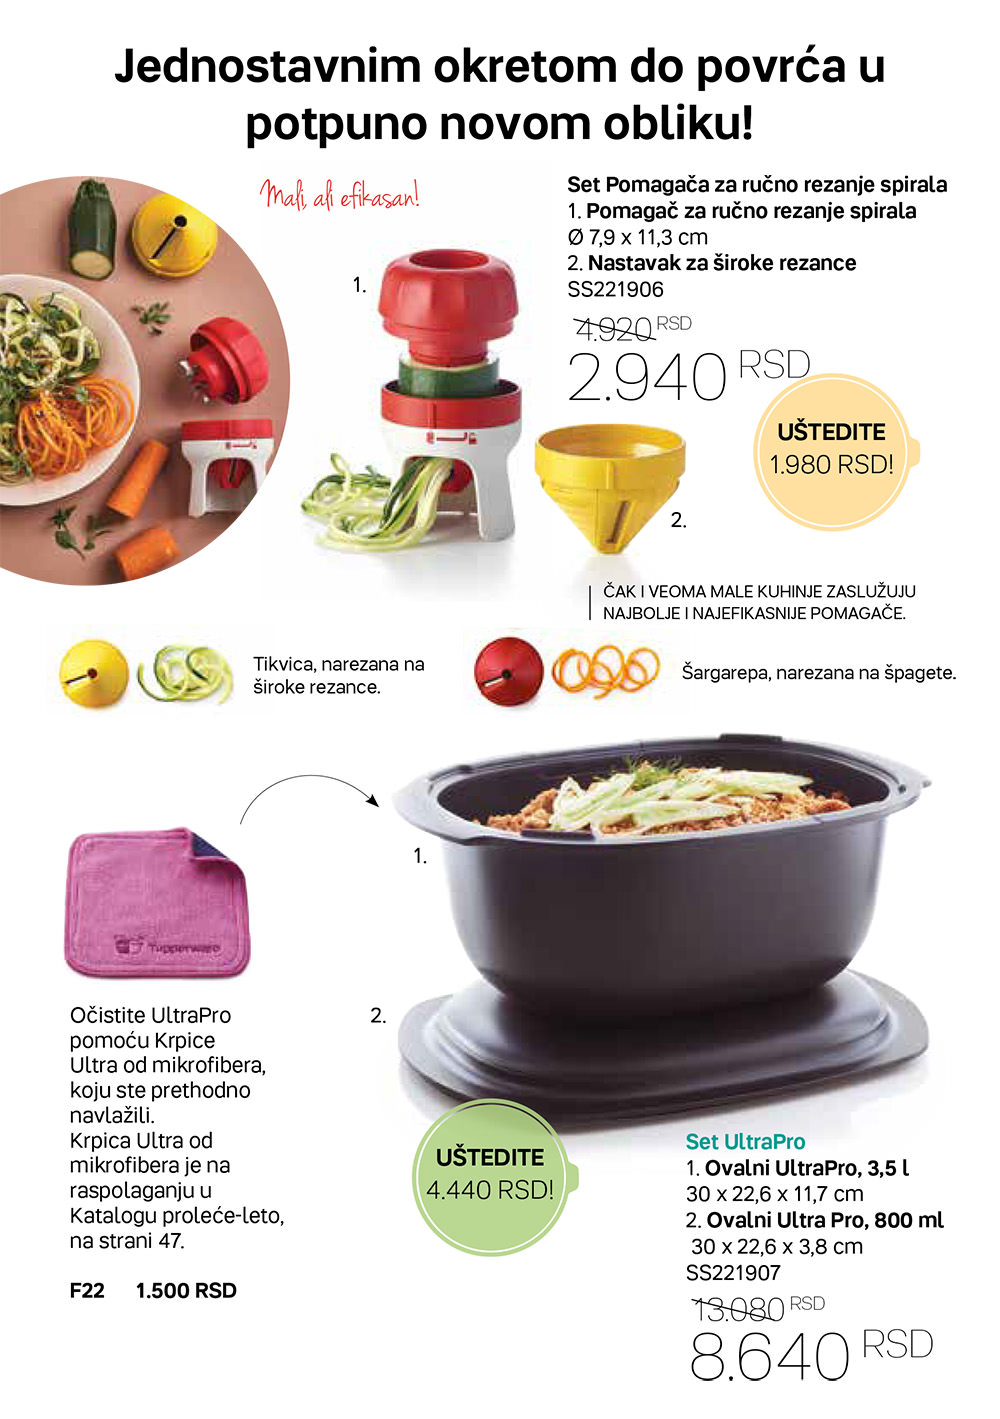 Jednostavnim okretom do povrća u
potpuno novom obliku!
Mali, ali efikasan!
Set Pomagača za ručno rezanje spirala
1. Pomagač za ručno rezanje spirala
Ø 7,9 x 11,3 cm
2. Nastavak za široke rezance
SS221906
4.920 RSD
2.940 RSD
UŠTEDITE
1.980 RSD!
1.
2.
ČAK I VEOMA MALE KUHINJE ZASLUŽUJU
NAJBOLJE I NAJEFIKASNIJE POMAGAČE.
Tikvica, narezana na
široke rezance.
Šargarepa, narezana na špagete.
1.
2.
Tupperware
Očistite UltraPro
pomoću Krpice
Ultra od mikrofibera,
koju ste prethodno
navlažili.
Krpica Ultra od
mikrofibera je na
raspolaganju u
Katalogu proleće-leto,
na strani 47.
F22 1.500 RSD
UŠTEDITE
4.440 RSD!
Set UltraPro
1. Ovalni UltraPro, 3,5 l
30 x 22,6 x 11,7 cm
2. Ovalni Ultra Pro, 800 ml
30 x 22,6 x 3,8 cm
SS221907
13.080 RSD
8.640 RSD